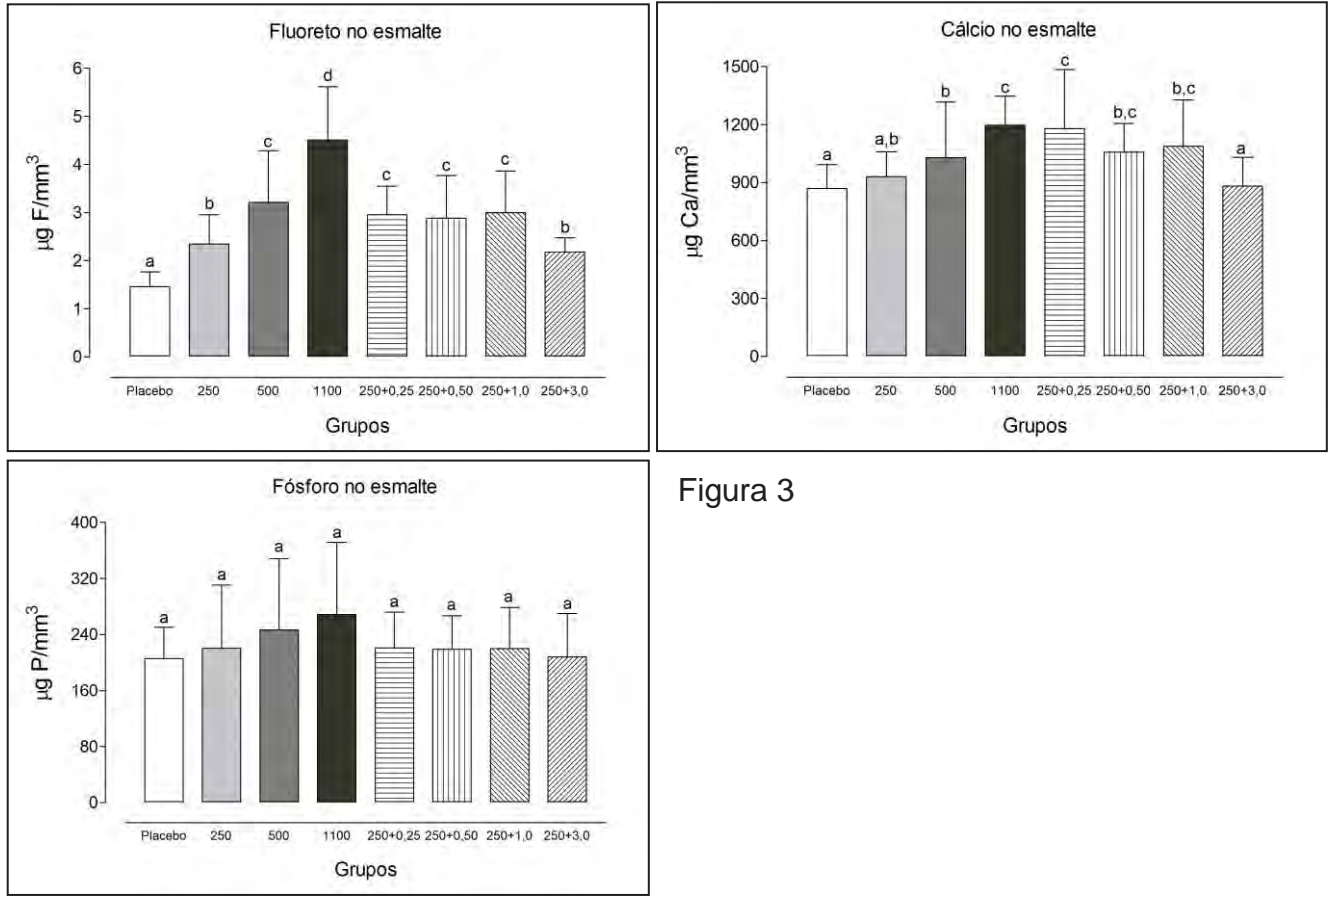 Fluoreto no esmalte
µg F/mm³
6
5
4
3
2
1
0
a
b
c
d
c
c
c
b
Placebo 250 500 1100 250+0,25 250+0,50 250+1,0 250+3,0
Grupos
Cálcio no esmalte
µg Ca/mm³
1500
1200
900
600
300
0
a
a,b
b
c
c
b,c
b,c
a
Placebo 250 500 1100 250+0,25 250+0,50 250+1,0 250+3,0
Grupos
Fósforo no esmalte
µg P/mm³
400
320
240
160
80
0
a
a
a
a
a
a
a
a
Placebo 250 500 1100 250+0,25 250+0,50 250+1,0 250+3,0
Grupos
Figura 3